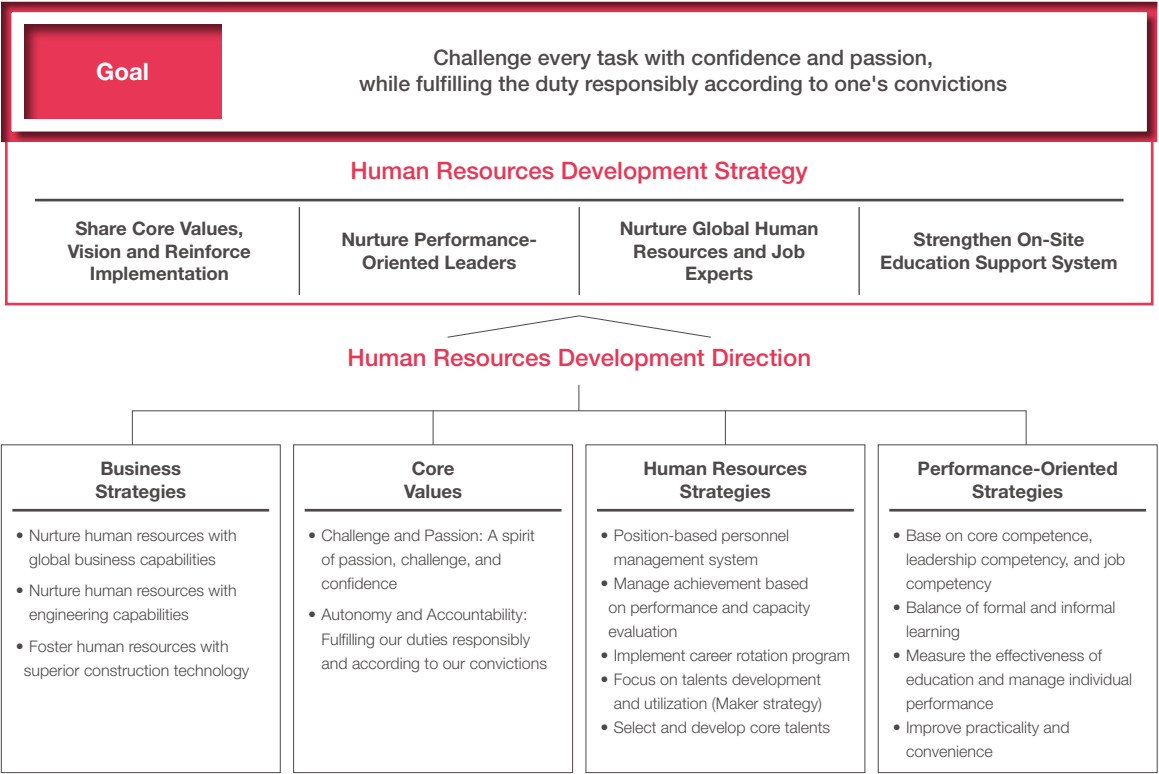 Goal
Challenge every task with confidence and passion,
while fulfilling the duty responsibly according to one's convictions
Human Resources Development Strategy
Share Core Values,
Vision and Reinforce
Implementation
Nurture Performance-
Oriented Leaders
Nurture Global Human
Resources and Job
Experts
Strengthen On-Site
Education Support System
Human Resources Development Direction
Business
Strategies
• Nurture human resources with
global business capabilities
• Nurture human resources with
engineering capabilities
• Foster human resources with
superior construction technology
Core
Values
• Challenge and Passion: A spirit
of passion, challenge, and
confidence
• Autonomy and Accountability:
Fulfilling our duties responsibly
and according to our convictions
Human Resources
Strategies
• Position-based personnel
management system
• Manage achievement based
on performance and capacity
evaluation
• Implement career rotation program
• Focus on talents development
and utilization (Maker strategy)
• Select and develop core talents
Performance-Oriented
Strategies
• Base on core competence,
leadership competency, and job
competency
• Balance of formal and informal
learning
• Measure the effectiveness of
education and manage individual
performance
• Improve practicality and
convenience